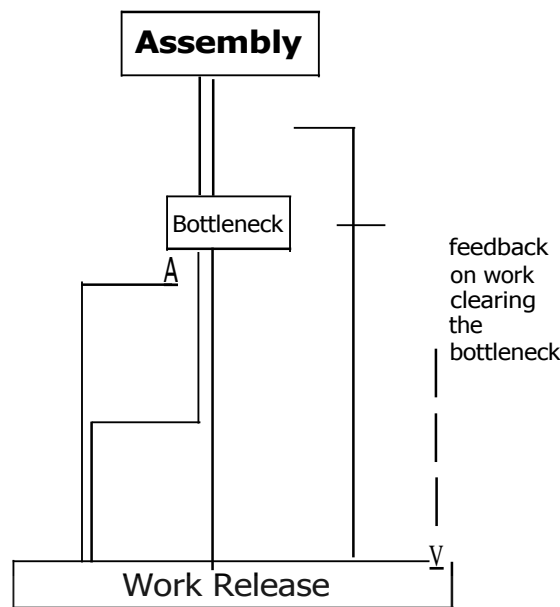 Assembly
Bottleneck
A
feedback
on work
clearing
the
bottleneck
V
Work Release